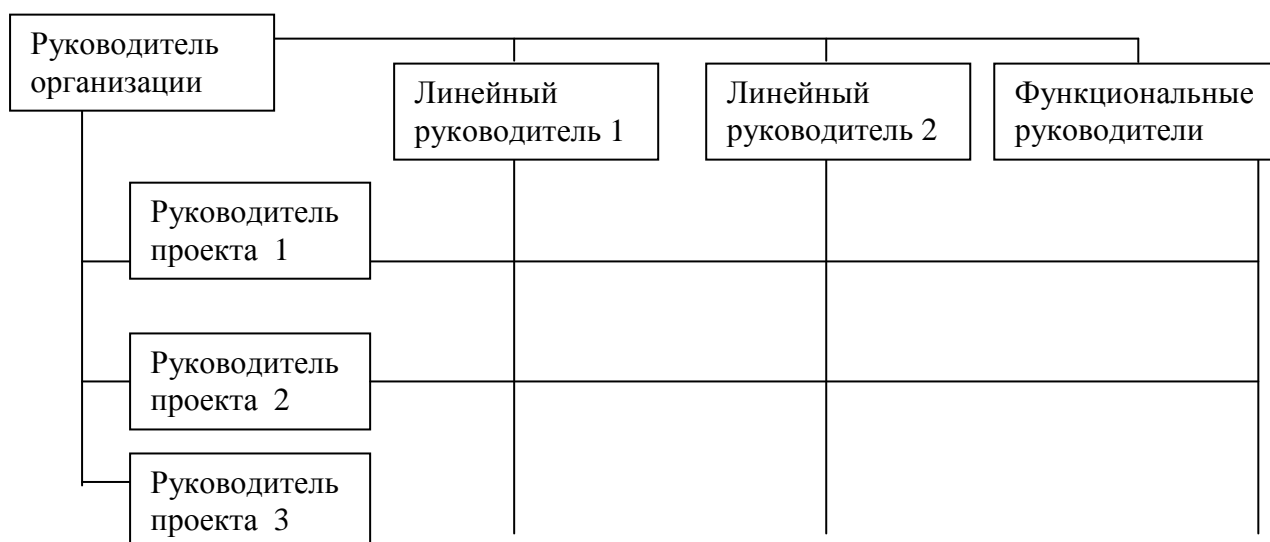 Руководитель
организации
Линейный
руководитель 1
Линейный
руководитель 2
Функциональные
руководители
Руководитель
проекта 1
Руководитель
проекта 2
Руководитель
проекта 3